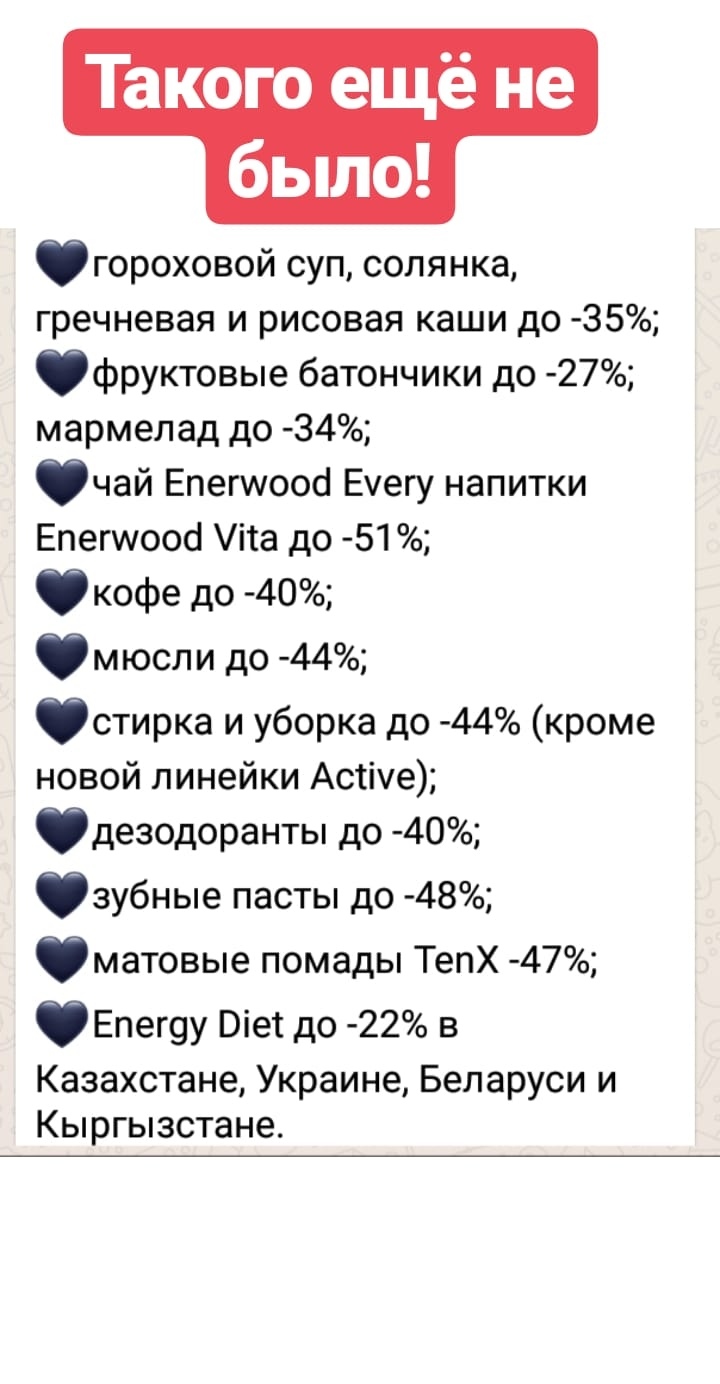 Такого ещё не
было!
🖤гороховой суп, солянка,
гречневая и рисовая каши до -35%;
🖤фруктовые батончики до -27%;
мармелад до -34%;
🖤чай Enerwood Every напитки
Enerwood Vita до -51%;
🖤кофе до -40%;
🖤мюсли до -44%;
🖤стирка и уборка до -44% (кроме
новой линейки Active);
🖤дезодоранты до -40%;
🖤зубные пасты до -48%;
🖤матовые помады TenX -47%;
🖤Energy Diet до -22% в
Казахстане, Украине, Беларуси и
Кыргызстане.